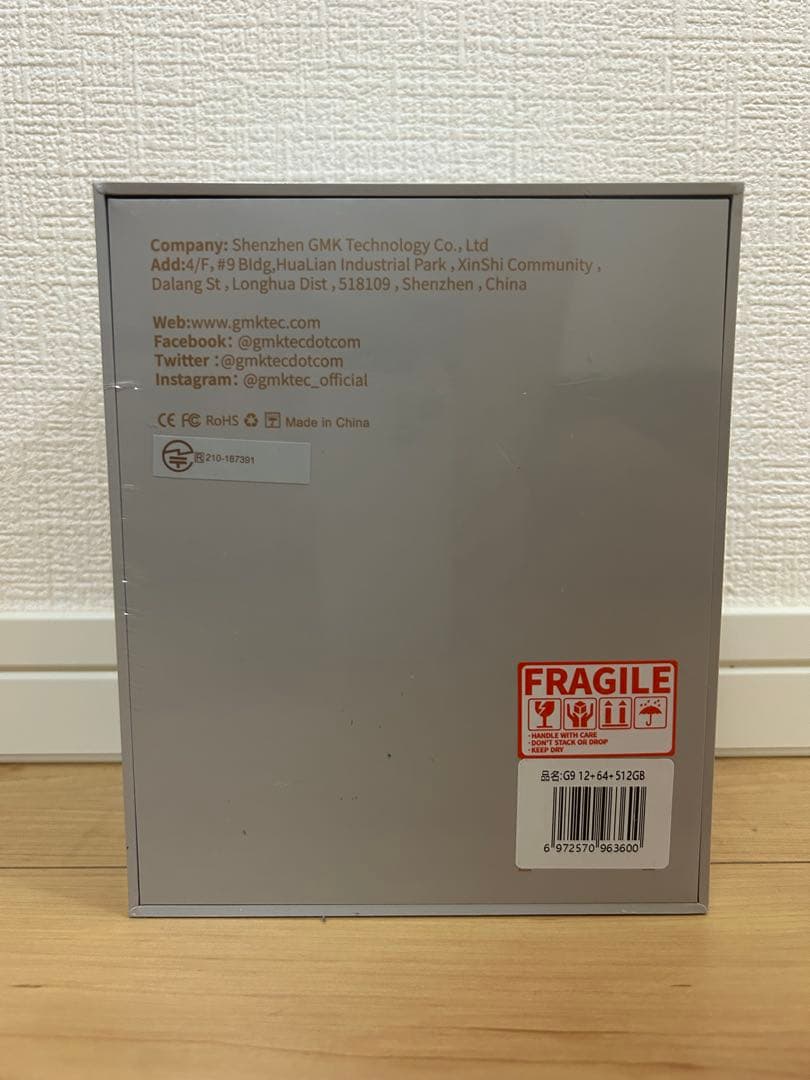 Company: Shenzhen GMK Technology Co., Ltd
Add:4/F, #9 Bldg,HuaLian Industrial Park , XinShi Community ,
Dalang St , Longhua Dist , 518109 , Shenzhen , China
Web:www.gmktec.com
Facebook: @gmktecdotcom
Twitter :@gmktecdotcom
Instagram: @gmktec_official
CE FC RoHS Made in China
R 210-187391
FRAGILE
·HANDLE WITH CARE
·DON'T STACK OR DROP
·KEEP DRY
品名:G9 12+64+512GB
6 972570 963600